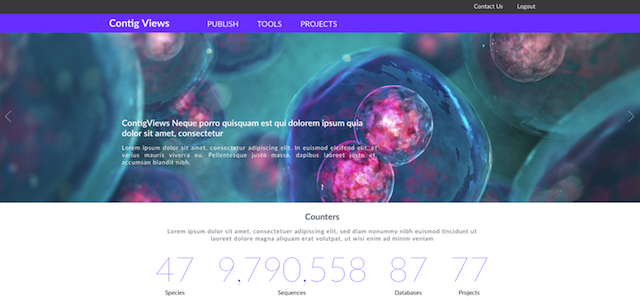 Contact Us Logout
Contig Views PUBLISH TOOLS PROJECTS
ContigViews Neque porro quisquam est qui dolorem ipsum quia
dolor sit amet, consectetur
Lorem ipsum dolor sit amet, consectetur adipiscing elit. In euismod eleifend elit, et
varius mauris viverra eu. Pellentesque justo massa, dapibus laoreet justo et,
accumsan blandit nibh.
Counters
Lorem ipsum dolor sit amet, consectetuer adipiscing elit, sed diam nonummy nibh euismod tincidunt ut
laoreet dolore magna aliquam erat volutpat, ut wisi enim ad minim veniam
47 9,790,558 87 77
Species Sequences Databases Projects